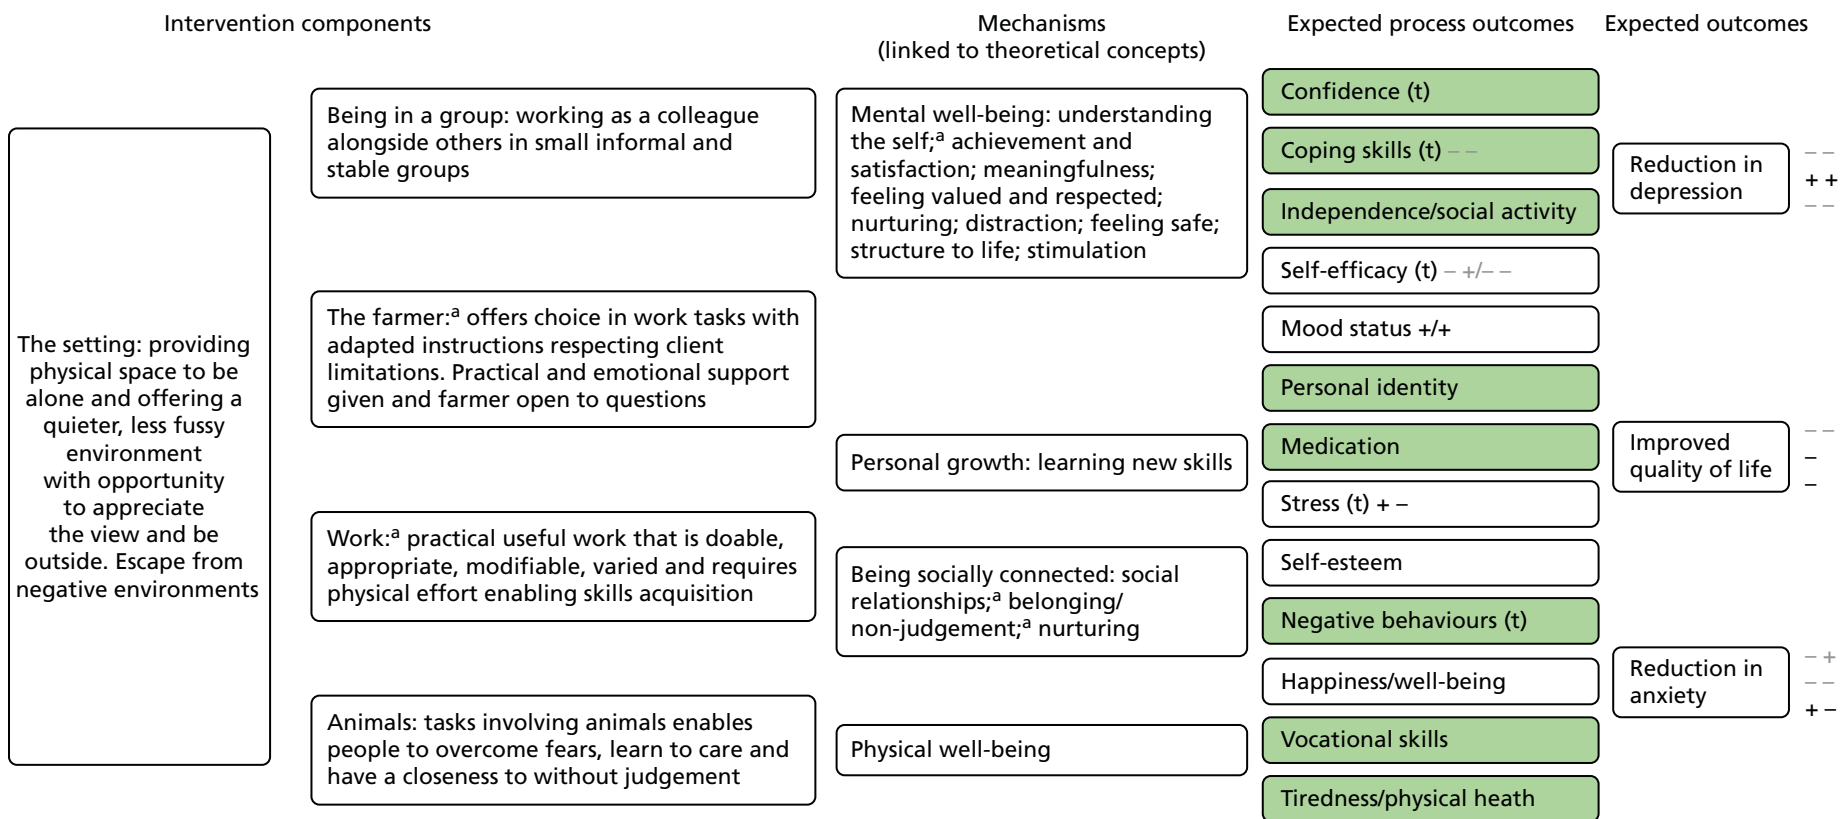 Intervention components
Mechanisms
(linked to theoretical concepts)
Expected process outcomes
Expected outcomes
The setting: providing
physical space to be
alone and offering a
quieter, less fussy
environment
with opportunity
to appreciate
the view and be
outside. Escape from
negative environments
Being in a group: working as a colleague
alongside others in small informal and
stable groups
The farmer:ᵃ offers choice in work tasks with
adapted instructions respecting client
limitations. Practical and emotional support
given and farmer open to questions
Work:ᵃ practical useful work that is doable,
appropriate, modifiable, varied and requires
physical effort enabling skills acquisition
Animals: tasks involving animals enables
people to overcome fears, learn to care and
have a closeness to without judgement
Mental well-being: understanding
the self;ᵃ achievement and
satisfaction; meaningfulness;
feeling valued and respected;
nurturing; distraction; feeling safe;
structure to life; stimulation
Personal growth: learning new skills
Being socially connected: social
relationships;ᵃ belonging/
non-judgement;ᵃ nurturing
Physical well-being
Confidence (t)
Coping skills (t) – –
Independence/social activity
Self-efficacy (t) – +/– –
Mood status +/+
Personal identity
Medication
Stress (t) + –
Self-esteem
Negative behaviours (t)
Happiness/well-being
Vocational skills
Tiredness/physical heath
Reduction in
depression
– –
+ +
– –
Improved
quality of life
– –
–
–
Reduction in
anxiety
– +
– –
+ –